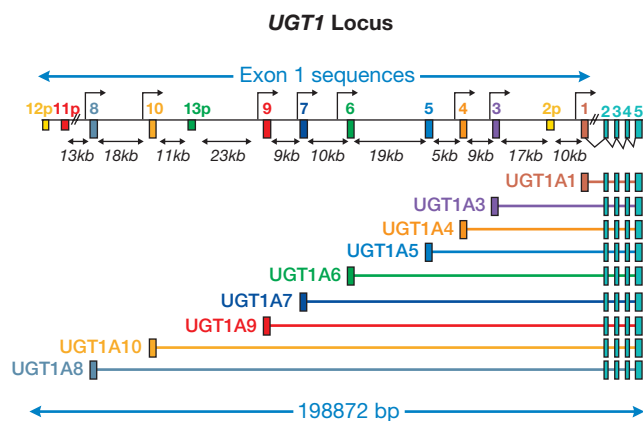 UGT1 Locus
Exon 1 sequences
12p 11p 8 10 13p 9 7 6 5 4 3 2p 1 2 3 4 5
13kb 18kb 11kb 23kb 9kb 10kb 19kb 5kb 9kb 17kb 10kb
UGT1A1
UGT1A3
UGT1A4
UGT1A5
UGT1A6
UGT1A7
UGT1A9
UGT1A10
UGT1A8
198872 bp